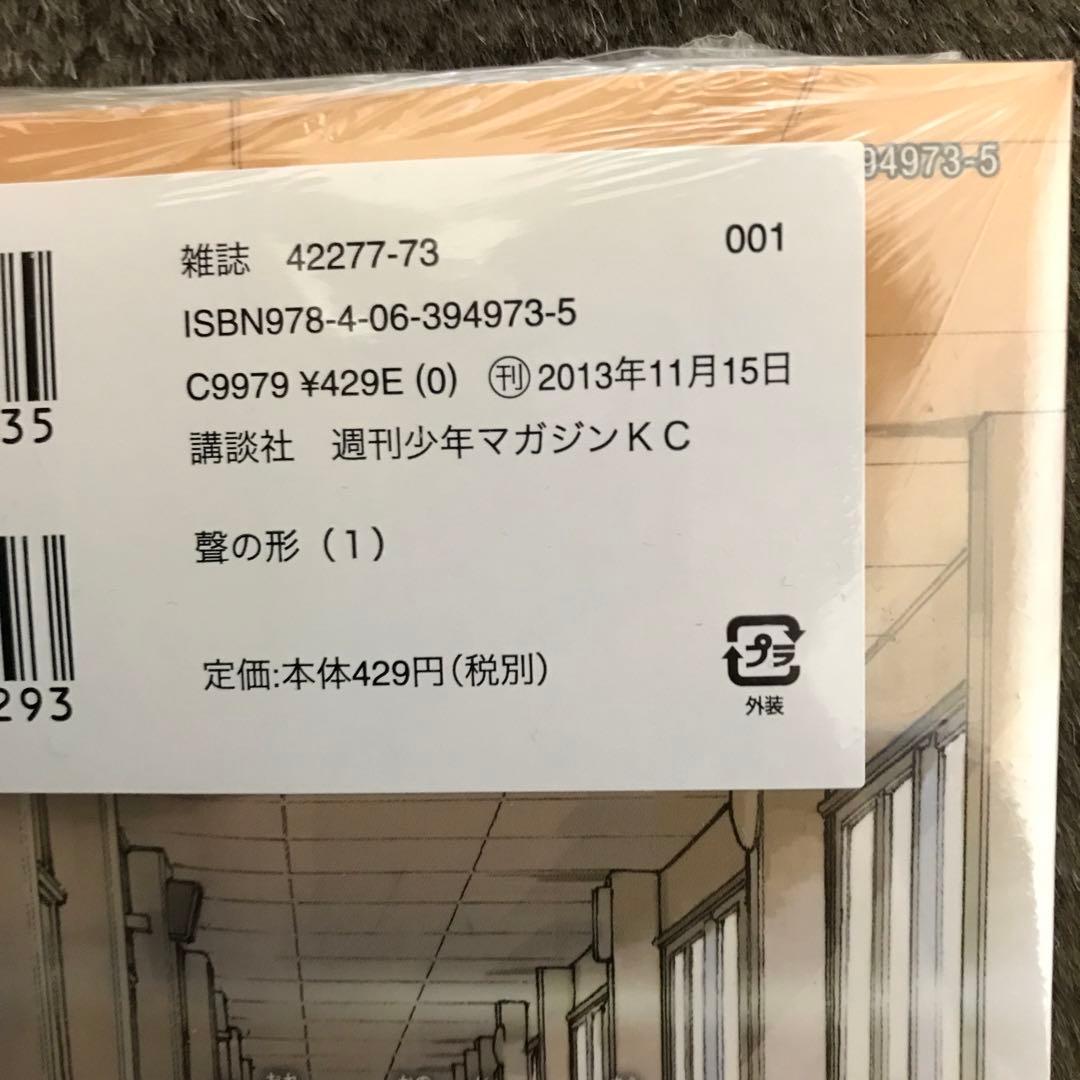 94973-5
雑誌 42277-73 001
ISBN978-4-06-394973-5
C9979 ¥429E (0) ㊗刊 2013年11月15日
講談社 週刊少年マガジンKC
35
聲の形（1）
定価:本体429円(税別)
プラ
外装
293